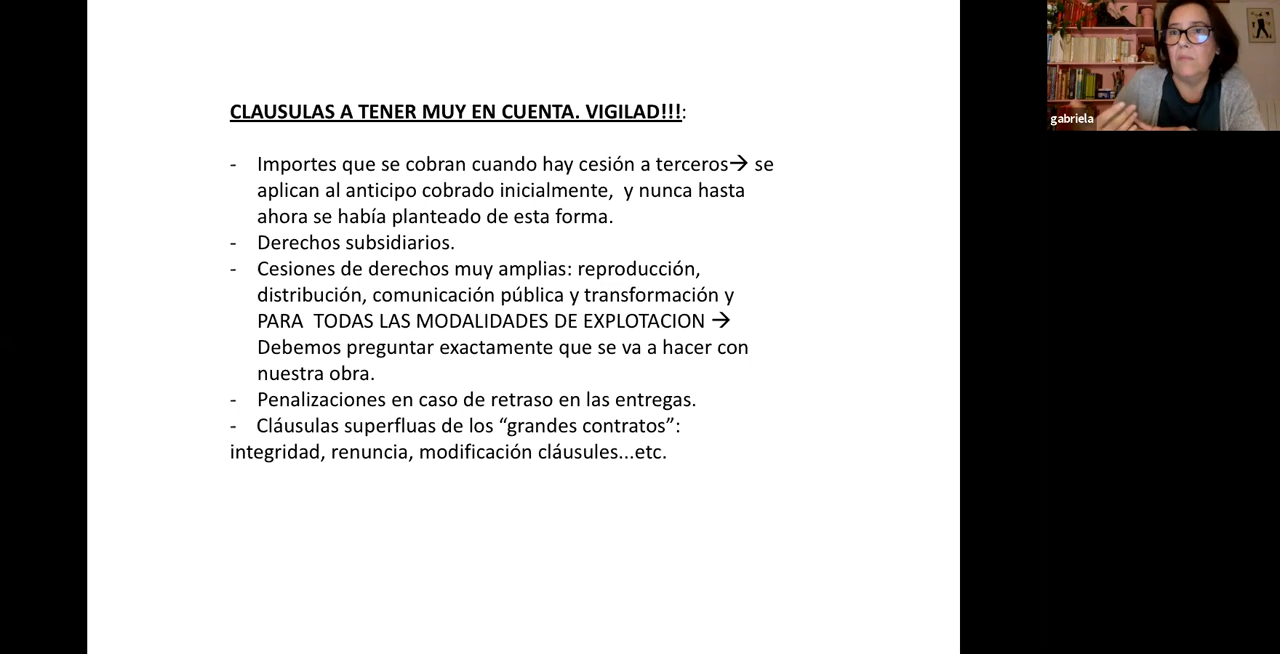 CLAUSULAS A TENER MUY EN CUENTA. VIGILAD!!!:
- Importes que se cobran cuando hay cesión a terceros→ se
aplican al anticipo cobrado inicialmente,  y nunca hasta
ahora se había planteado de esta forma.
- Derechos subsidiarios.
- Cesiones de derechos muy amplias: reproducción,
distribución, comunicación pública y transformación y
PARA  TODAS LAS MODALIDADES DE EXPLOTACION →
Debemos preguntar exactamente que se va a hacer con
nuestra obra.
- Penalizaciones en caso de retraso en las entregas.
- Cláusulas superfluas de los “grandes contratos”:
integridad, renuncia, modificación cláusules...etc.
gabriela